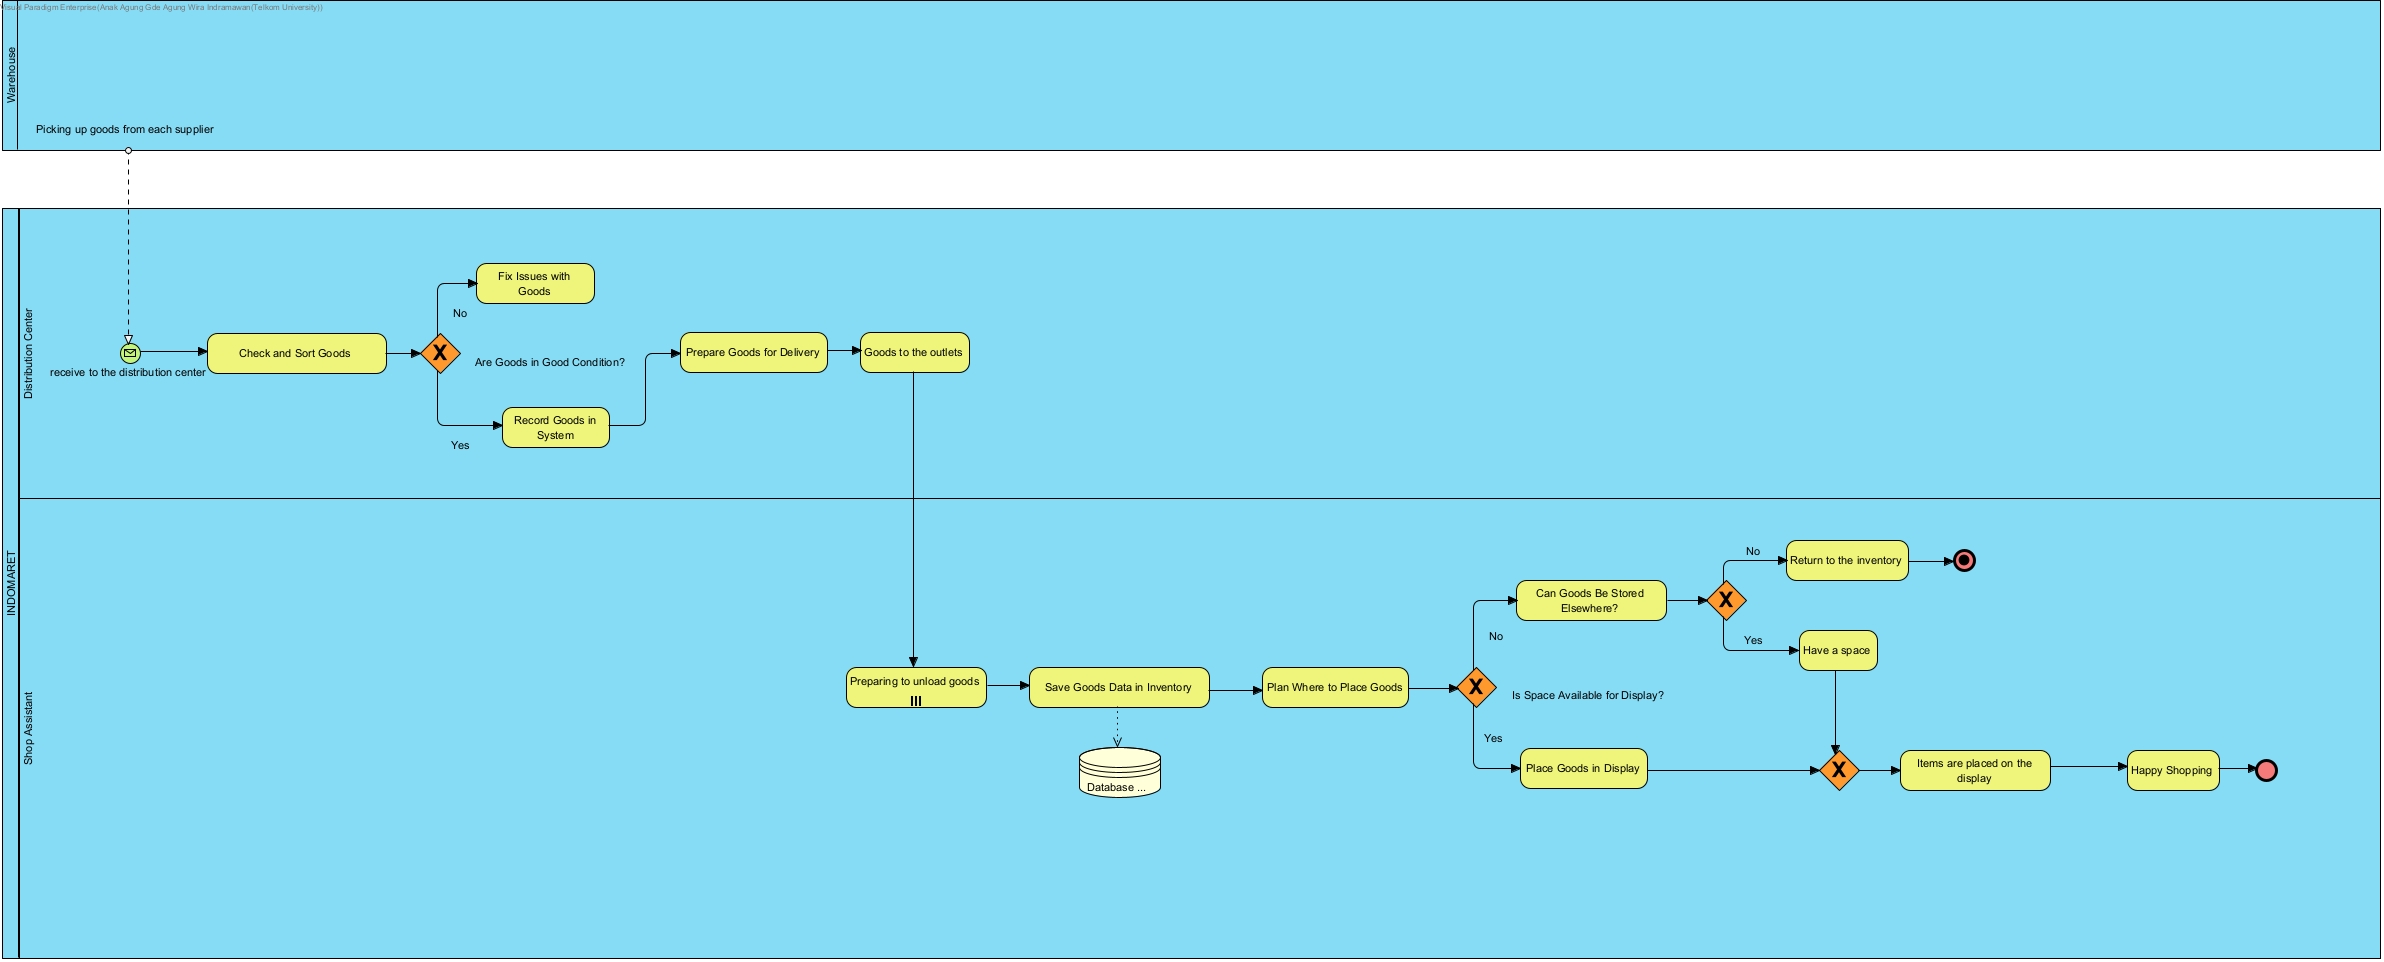 Visual Paradigm Enterprise(Anak Agung Gde Agung Wira Indramawan(Telkom University))
Warehouse
Picking up goods from each supplier
INDOMARET
Distribution Center
receive to the distribution center
Check and Sort Goods
No
Fix Issues with
Goods
Are Goods in Good Condition?
Yes
Record Goods in
System
Prepare Goods for Delivery
Goods to the outlets
Shop Assistant
Preparing to unload goods
Save Goods Data in Inventory
Database ...
Plan Where to Place Goods
Is Space Available for Display?
No
Can Goods Be Stored
Elsewhere?
No
Return to the inventory
Yes
Have a space
Yes
Place Goods in Display
Items are placed on the
display
Happy Shopping